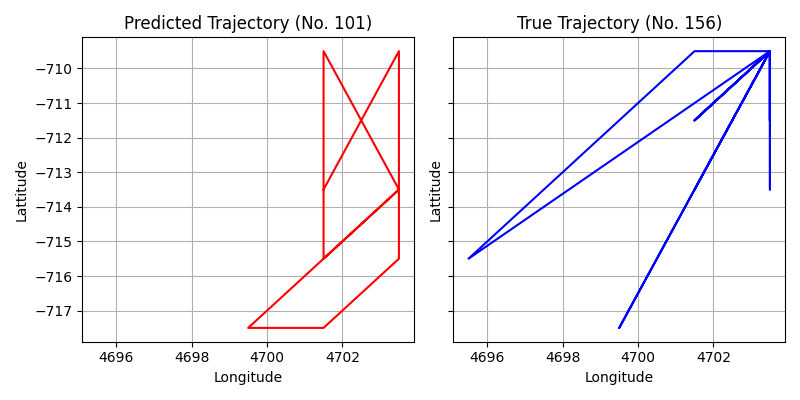 Predicted Trajectory (No. 101)
True Trajectory (No. 156)
−710
−711
−712
−713
−714
−715
−716
−717
Lattitude
Lattitude
4696
4698
4700
4702
4696
4698
4700
4702
Longitude
Longitude